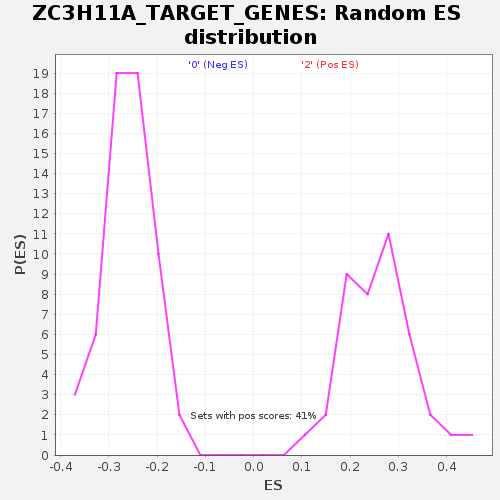 ZC3H11A_TARGET_GENES: Random ES
distribution
'0' (Neg ES) '2' (Pos ES)
19
18
17
16
15
14
13
12
11
10
9
8
7
6
5
4
3
2
1
0
P(ES)
Sets with pos scores: 41%
-0.4 -0.3 -0.2 -0.1 0.0 0.1 0.2 0.3 0.4
ES